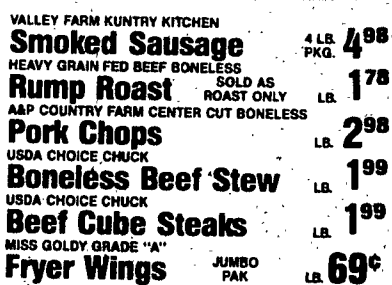 VALLEY FARM KUNTRY KITCHEN
Smoked Sausage 4 LB. PKG. 4 98
HEAVY GRAIN FED BEEF BONELESS
Rump Roast SOLD AS ROAST ONLY LB. 1 78
A&P COUNTRY FARM CENTER CUT BONELESS
Pork Chops LB. 2 98
USDA CHOICE CHUCK
Boneless Beef Stew LB. 1 99
USDA CHOICE CHUCK
Beef Cube Steaks LB. 1 99
MISS GOLDY GRADE "A"
Fryer Wings JUMBO PAK LB. 69¢